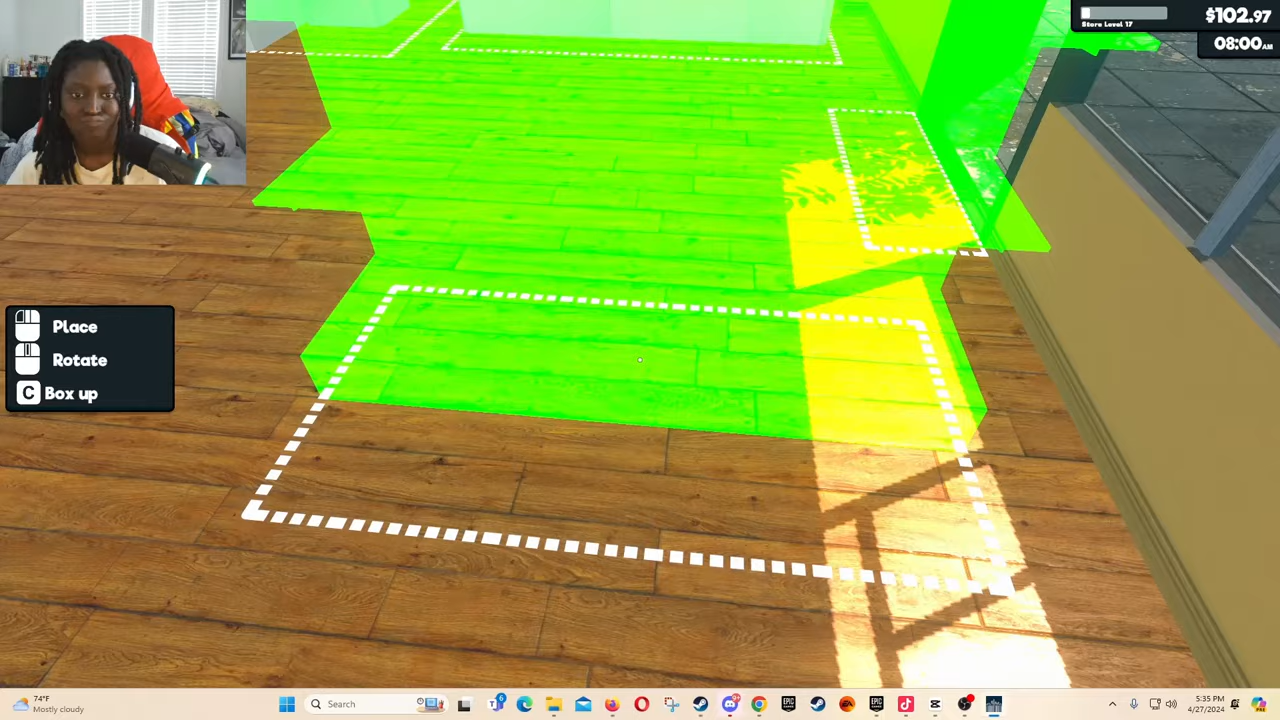 Store Level 17
$102.97
08:00AM
Place
Rotate
C Box up
74°F
Mostly cloudy
Search
5:35 PM
4/27/2024